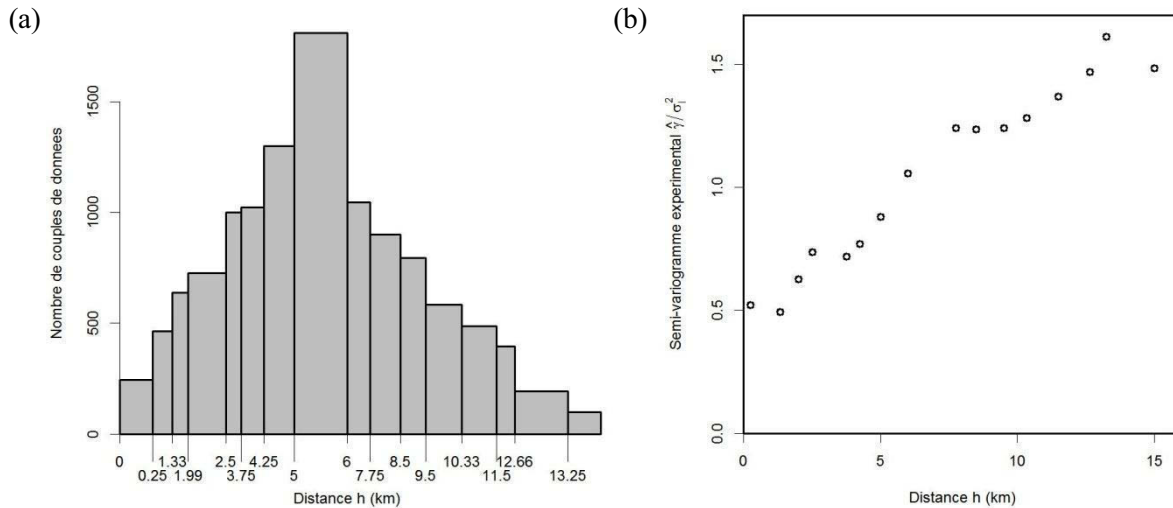 (a)
Nombre de couples de donnees
1500
1000
500
0
0 1.33 2.5 4.25 6 8.5 10.33 12.66
0.25 1.99 3.75 5 7.75 9.5 11.5 13.25
Distance h (km)
(b)
Semi-variogramme experimental γ̂/σᵢ²
1.5
1.0
0.5
0.0
0 5 10 15
Distance h (km)